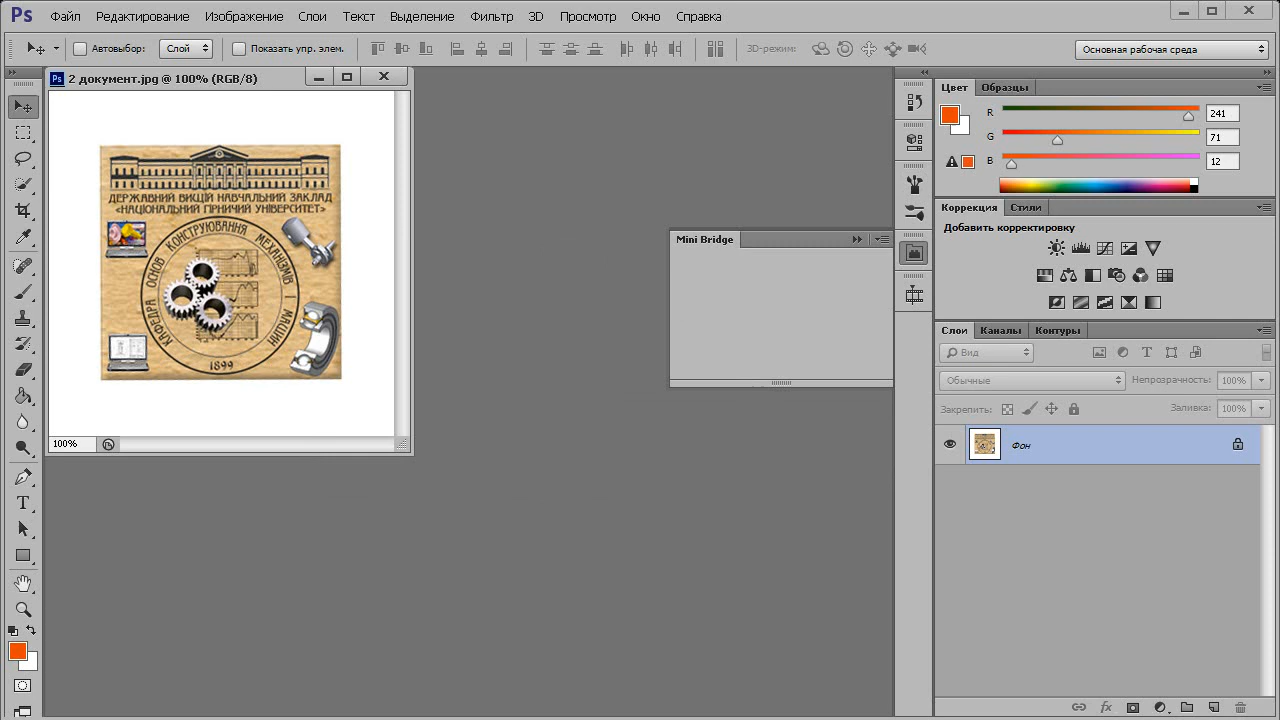 Ps Файл Редактирование Изображение Слои Текст Выделение Фильтр 3D Просмотр Окно Справка
Автовыбор: Слой Показать упр. элем. 3D-режим: Основная рабочая среда
Ps 2 документ.jpg @ 100% (RGB/8)
ДЕРЖАВНИЙ ВИЩІЙ НАВЧАЛЬНИЙ ЗАКЛАД
«НАЦІОНАЛЬНИЙ ГІРНИЧИЙ УНІВЕРСИТЕТ»
КАФЕДРА ОСНОВ КОНСТРУЮВАННЯ МЕХАНІЗМІВ І МАШИН
1899
100%
Mini Bridge
Цвет Образцы
R 241
G 71
B 12
Коррекция Стили
Добавить корректировку
Слои Каналы Контуры
Вид
Обычные Непрозрачность: 100%
Закрепить: Заливка: 100%
Фон
fx